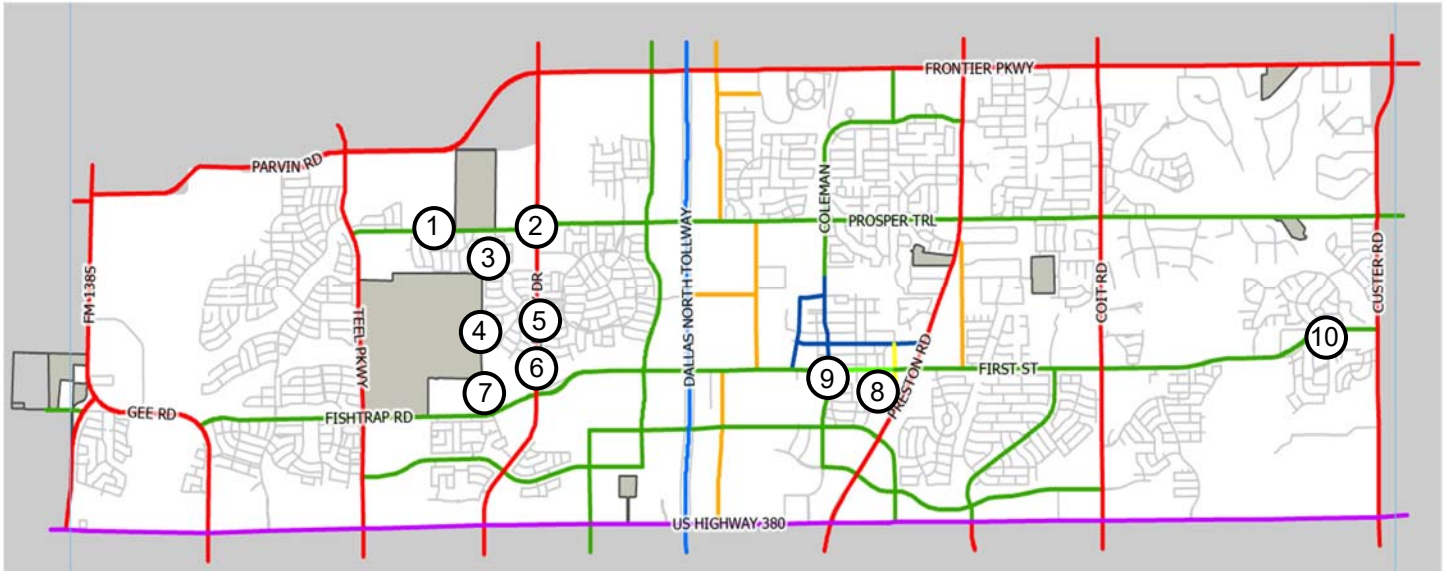 FRONTIER PKWY
PARVIN RD
COLEMAN
PROSPER TRL
1
2
3
DR
FM 1385
TEEL PKWY
DALLAS NORTH TOLLWAY
COIT RD
CUSTER RD
4
5
6
7
8
9
10
PRESTON RD
FIRST ST
GEE RD
FISHTRAP RD
US HIGHWAY 380